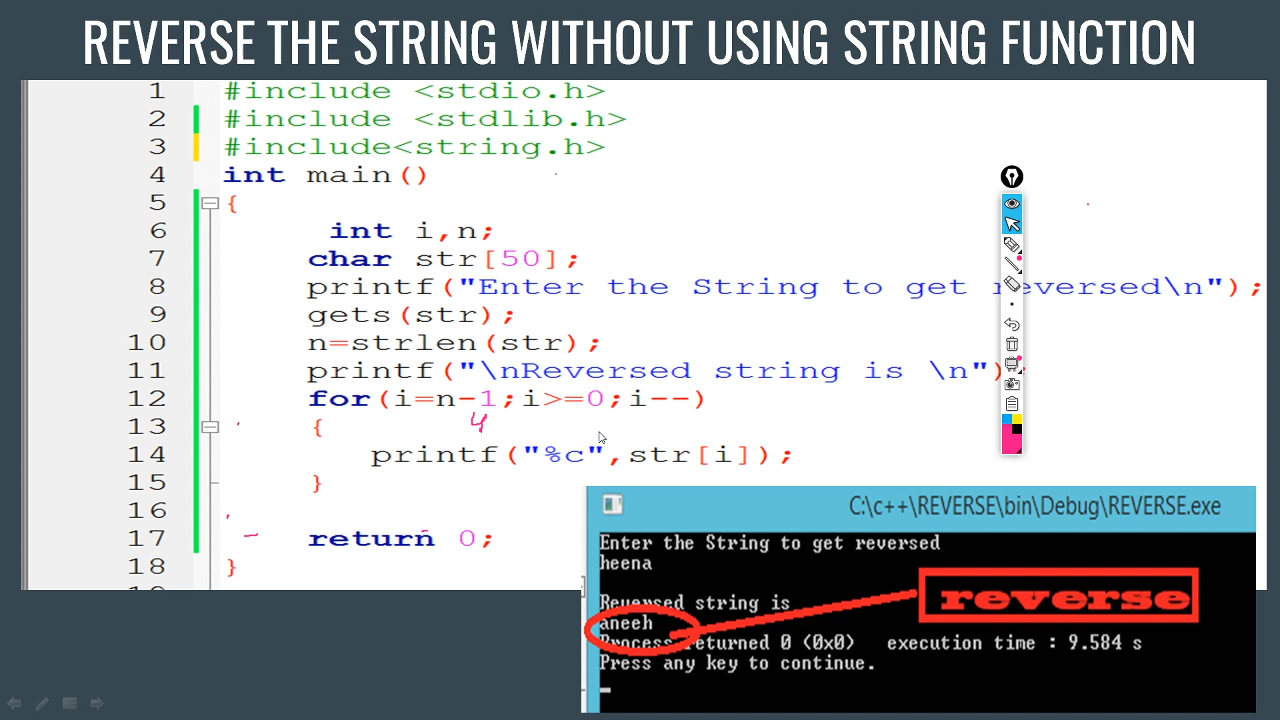 REVERSE THE STRING WITHOUT USING STRING FUNCTION
1 #include <stdio.h>
2 #include <stdlib.h>
3 #include<string.h>
4 int main()
5 {
6 int i,n;
7 char str[50];
8 printf("Enter the String to get reversed\n");
9 gets(str);
10 n=strlen(str);
11 printf("\nReversed string is \n");
12 for(i=n-1;i>=0;i--)
13 {
4
14 printf("%c",str[i]);
15 }
16
17 return 0;
18 }
C:\c++\REVERSE\bin\Debug\REVERSE.exe
Enter the String to get reversed
heena
Reversed string is
reverse
aneeh
Process returned 0 (0x0) execution time : 9.584 s
Press any key to continue.